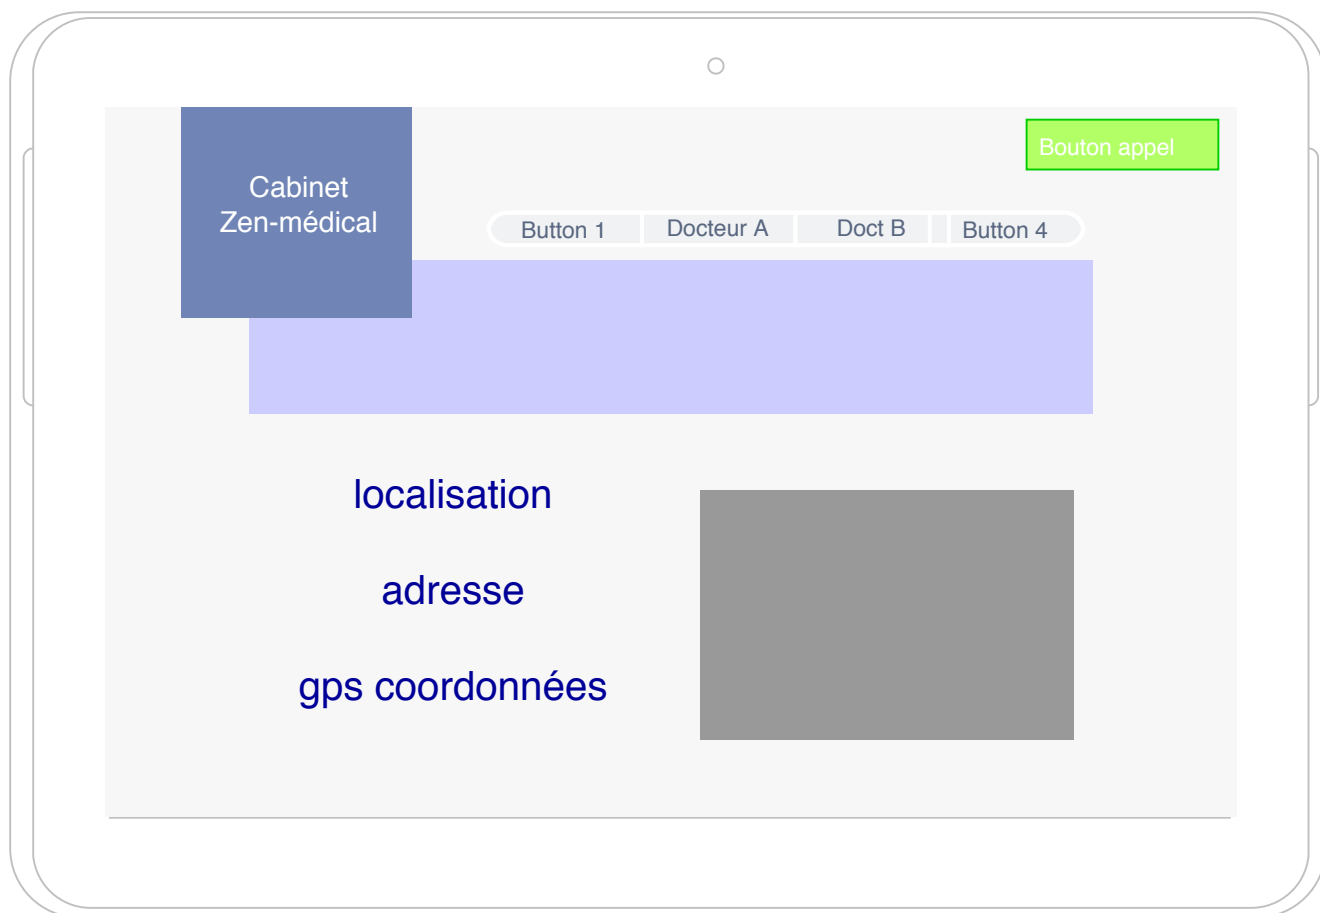 Bouton appel
Cabinet
Zen-médical
Button 1
Docteur A
Doct B
Button 4
localisation
adresse
gps coordonnées